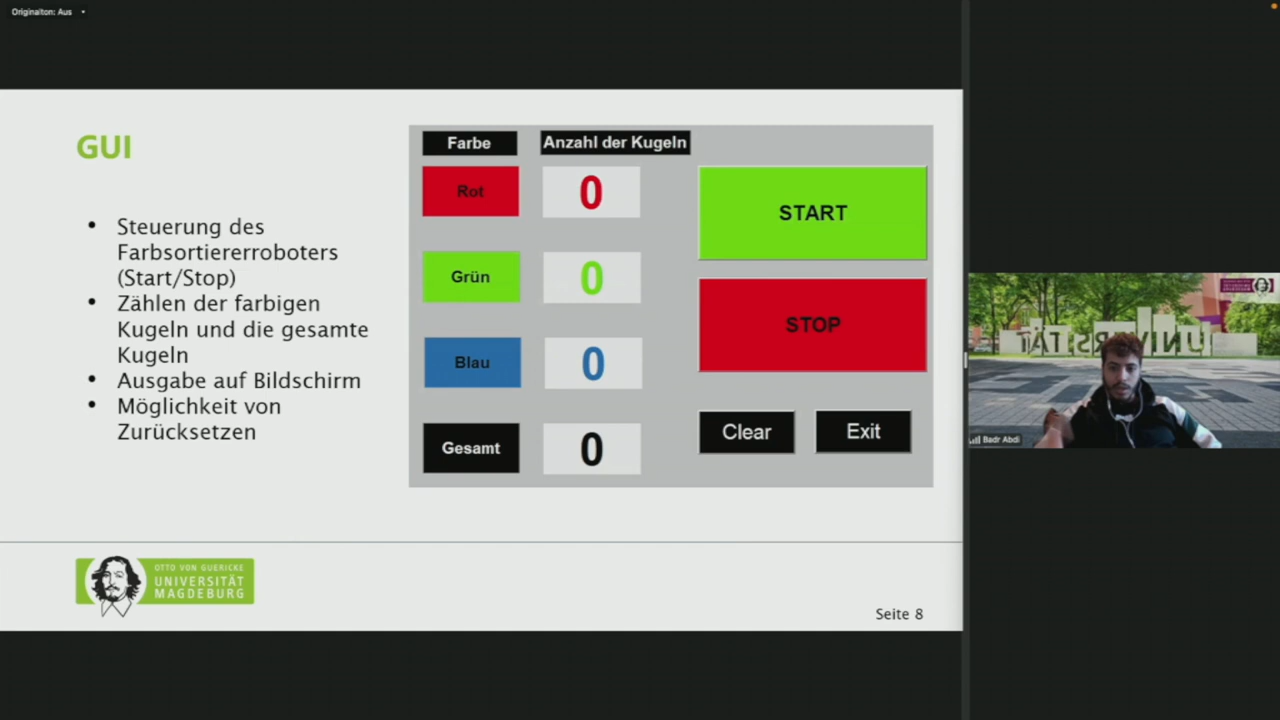 Originalton: Aus
GUI
Steuerung des
Farbsortiererroboters
(Start/Stop)
Zählen der farbigen
Kugeln und die gesamte
Kugeln
Ausgabe auf Bildschirm
Möglichkeit von
Zurücksetzen
Farbe
Anzahl der Kugeln
Rot
0
Grün
0
Blau
0
Gesamt
0
START
STOP
Clear
Exit
OTTO VON GUERICKE
UNIVERSITÄT
MAGDEBURG
Seite 8
UNIVERSITÄT
Badr Abdi